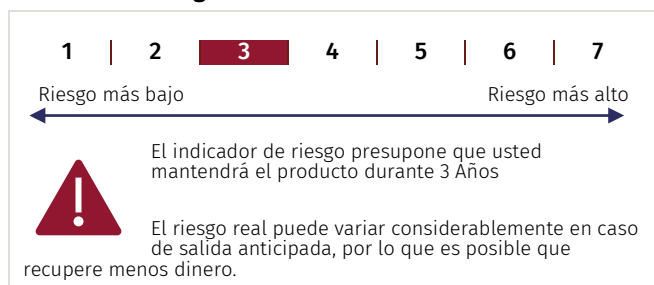 1 2 3 4 5 6 7
Riesgo más bajo Riesgo más alto
El indicador de riesgo presupone que usted
mantendrá el producto durante 3 Años
El riesgo real puede variar considerablemente en caso
de salida anticipada, por lo que es posible que
recupere menos dinero.